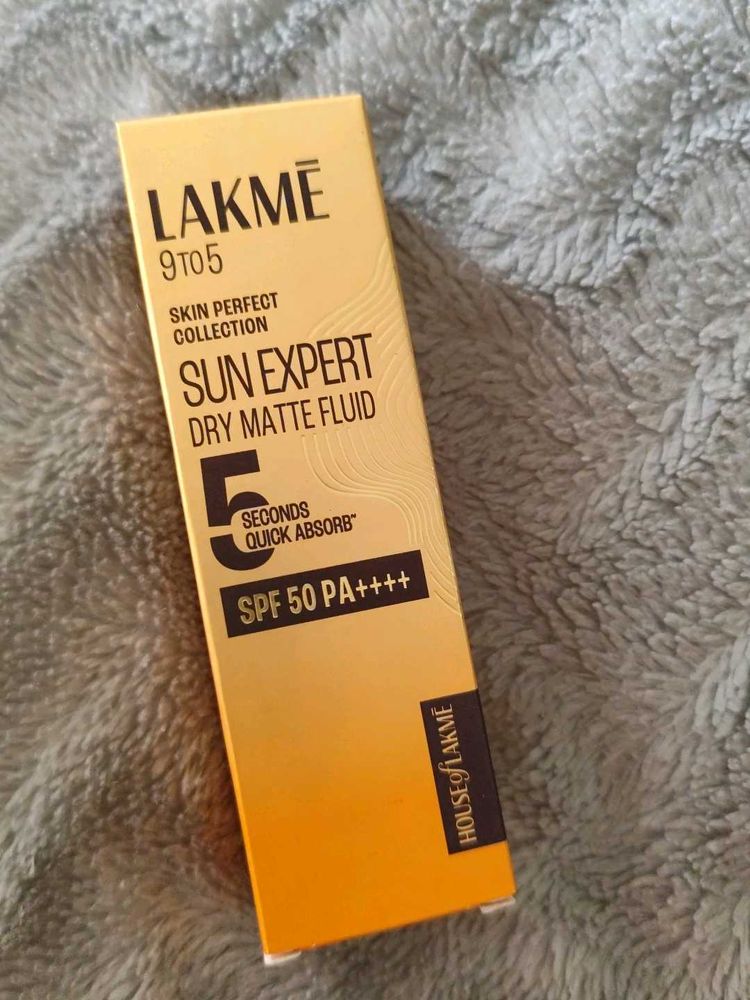 LAKMĒ
9TO5
SKIN PERFECT
COLLECTION
SUN EXPERT
DRY MATTE FLUID
5 SECONDS
QUICK ABSORB~
SPF 50 PA++++
HOUSE of LAKMĒ